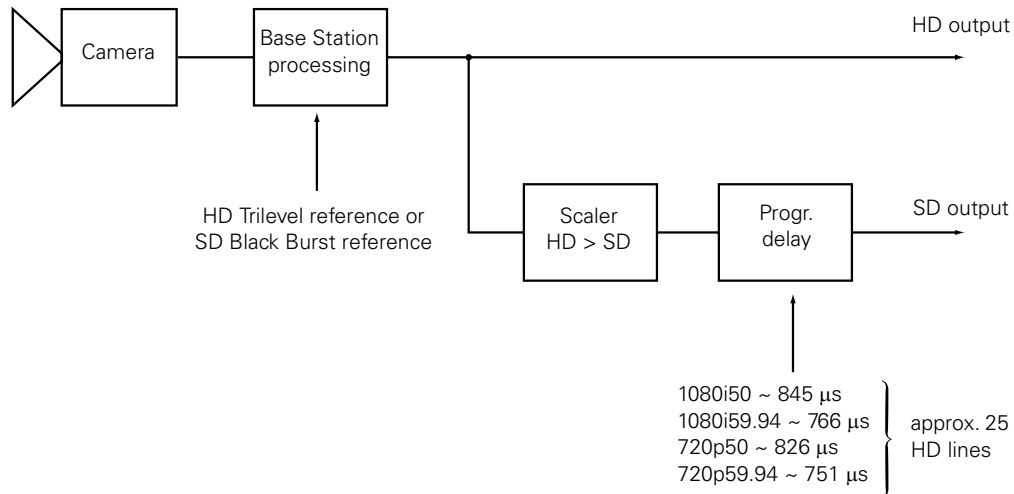 HD output
Camera
Base Station
processing
HD Trilevel reference or
SD Black Burst reference
Scaler
HD > SD
Progr.
delay
SD output
1080i50 ~ 845 µs
1080i59.94 ~ 766 µs
720p50 ~ 826 µs
720p59.94 ~ 751 µs
approx. 25
HD lines